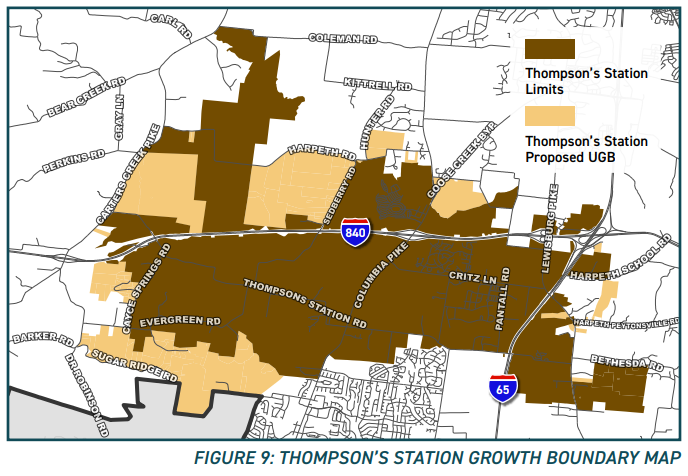 CARL RD
COLEMAN RD
KITTRELL RD
BEAR CREEK RD
GRAY LN
HUNTER RD
PERKINS RD
HARPETH RD
GOOSE CREEK BYP
CARTERS CREEK PIKE
SEDBERRY RD
840
LEWISBURG PIKE
HARPETH SCHOOL RD
COLUMBIA PIKE
CRITZ LN
PANTALL RD
CAYCE SPRINGS RD
THOMPSONS STATION RD
EVERGREEN RD
HARPETH PEYTONSVILLE RD
BARKER RD
SUGAR RIDGE RD
DR ROBINSON RD
BETHESDA RD
65
Thompson's Station
Limits
Thompson's Station
Proposed UGB
FIGURE 9: THOMPSON'S STATION GROWTH BOUNDARY MAP